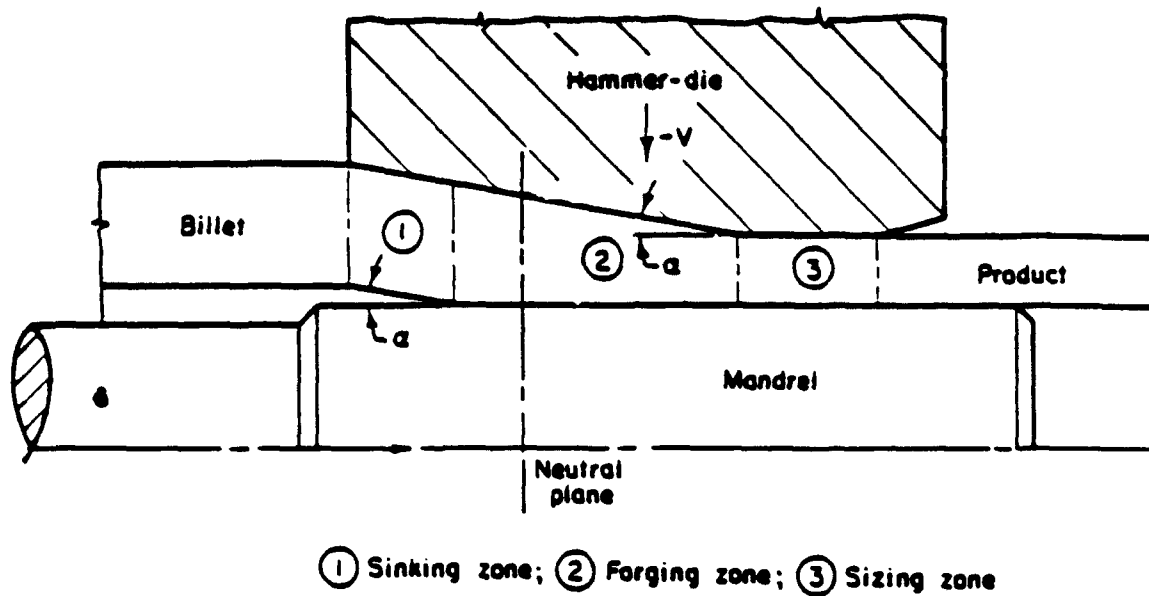 Hammer-die
-V
Billet
1
2
α
3
Product
α
Mandrel
Neutral
plane
1 Sinking zone; 2 Forging zone; 3 Sizing zone